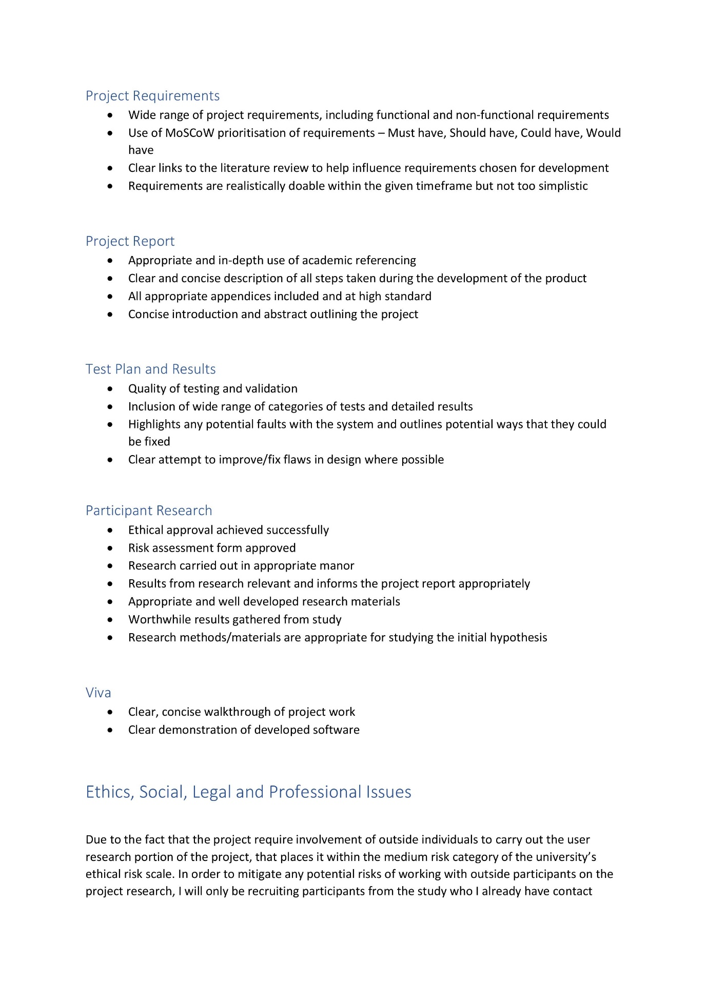 Project Requirements
• Wide range of project requirements, including functional and non-functional requirements
• Use of MoSCoW prioritisation of requirements – Must have, Should have, Could have, Would
have
• Clear links to the literature review to help influence requirements chosen for development
• Requirements are realistically doable within the given timeframe but not too simplistic
Project Report
• Appropriate and in-depth use of academic referencing
• Clear and concise description of all steps taken during the development of the product
• All appropriate appendices included and at high standard
• Concise introduction and abstract outlining the project
Test Plan and Results
• Quality of testing and validation
• Inclusion of wide range of categories of tests and detailed results
• Highlights any potential faults with the system and outlines potential ways that they could
be fixed
• Clear attempt to improve/fix flaws in design where possible
Participant Research
• Ethical approval achieved successfully
• Risk assessment form approved
• Research carried out in appropriate manor
• Results from research relevant and informs the project report appropriately
• Appropriate and well developed research materials
• Worthwhile results gathered from study
• Research methods/materials are appropriate for studying the initial hypothesis
Viva
• Clear, concise walkthrough of project work
• Clear demonstration of developed software
Ethics, Social, Legal and Professional Issues
Due to the fact that the project require involvement of outside individuals to carry out the user
research portion of the project, that places it within the medium risk category of the university’s
ethical risk scale. In order to mitigate any potential risks of working with outside participants on the
project research, I will only be recruiting participants from the study who I already have contact